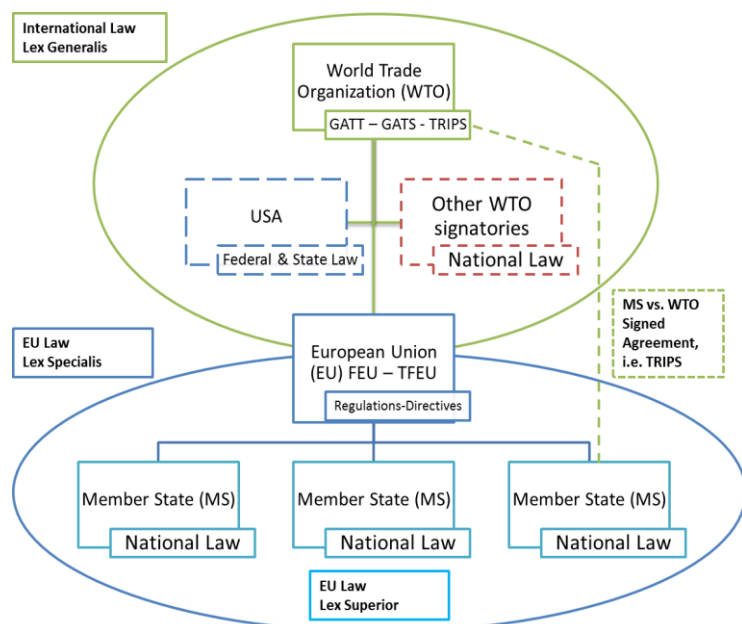 International Law
Lex Generalis
World Trade
Organization (WTO)
GATT – GATS - TRIPS
USA
Federal & State Law
Other WTO
signatories
National Law
MS vs. WTO
Signed
Agreement,
i.e. TRIPS
EU Law
Lex Specialis
European Union
(EU) FEU – TFEU
Regulations-Directives
Member State (MS)
National Law
Member State (MS)
National Law
Member State (MS)
National Law
EU Law
Lex Superior